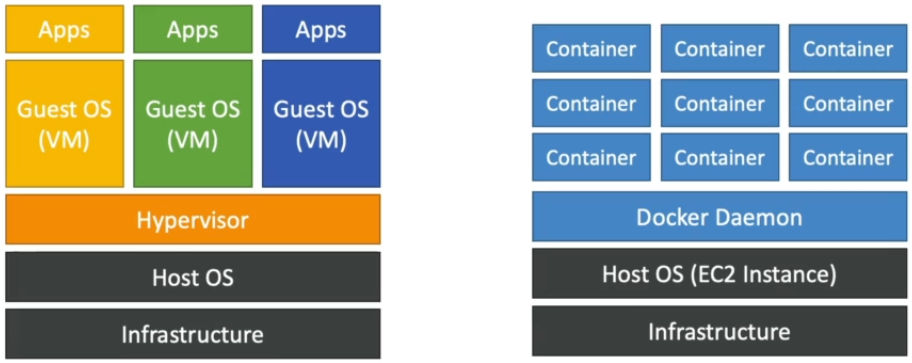 Apps
Apps
Apps
Guest OS
(VM)
Guest OS
(VM)
Guest OS
(VM)
Hypervisor
Host OS
Infrastructure
Container
Container
Container
Container
Container
Container
Container
Container
Container
Docker Daemon
Host OS (EC2 Instance)
Infrastructure